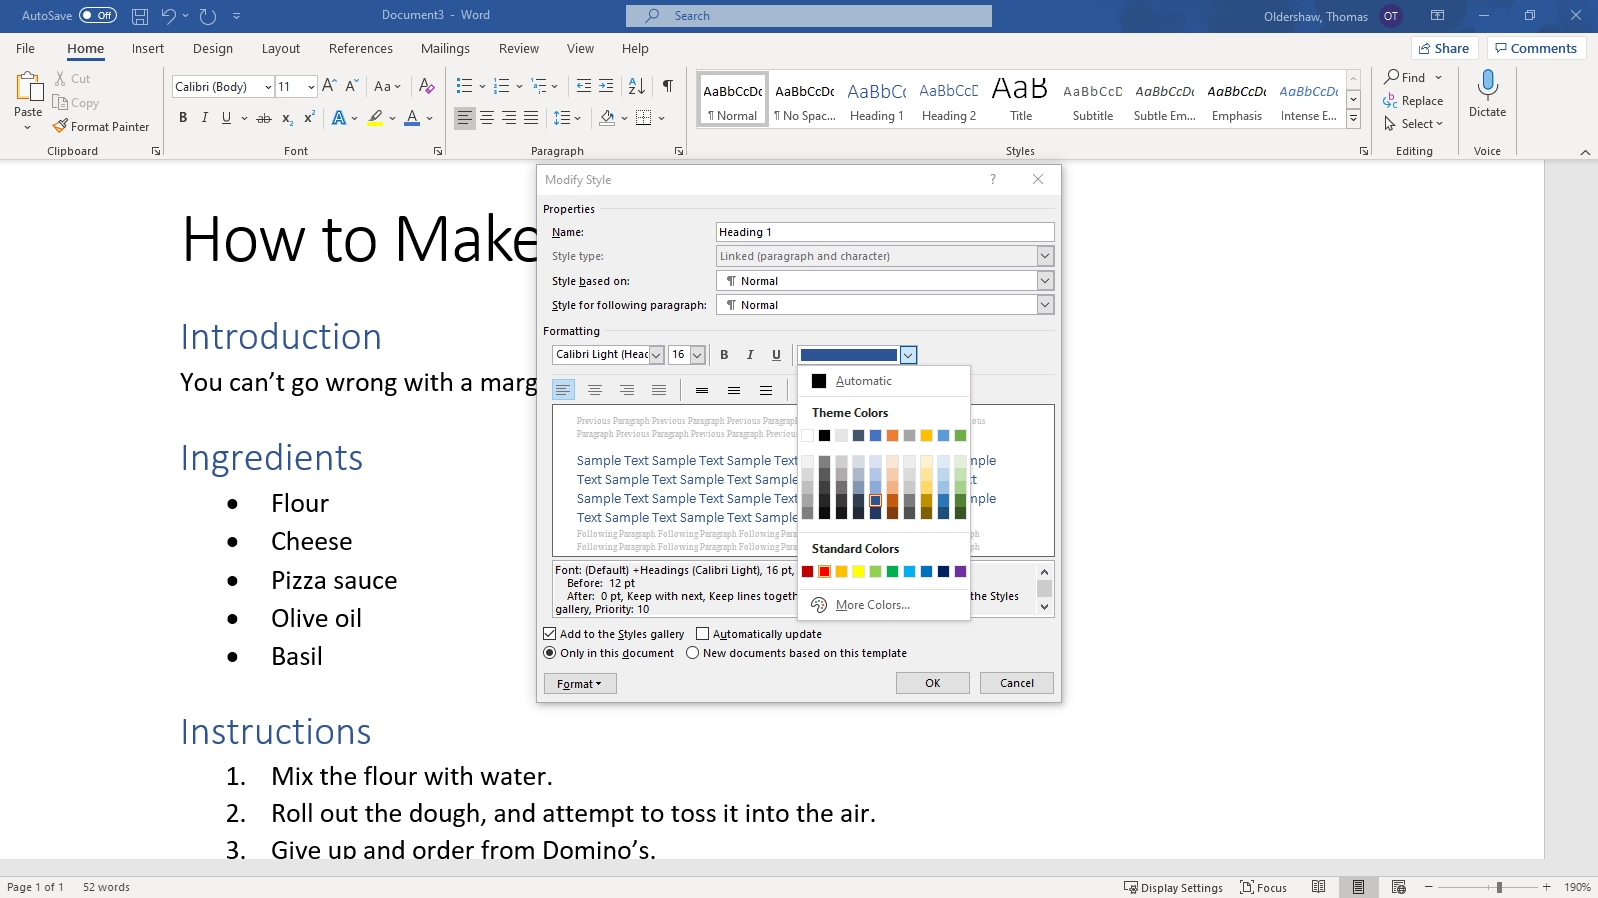 AutoSave Off
Document3 - Word
Search
Oldershaw, Thomas OT
File Home Insert Design Layout References Mailings Review View Help
Share Comments
Paste
Cut
Copy
Format Painter
Clipboard
Calibri (Body) 11
Font
Paragraph
AaBbCcDc AaBbCcDc AaBbCc AaBbCcD AaB AaBbCcD AaBbCcDc AaBbCcDc AaBbCcDc
¶ Normal ¶ No Spac... Heading 1 Heading 2 Title Subtitle Subtle Em... Emphasis Intense E...
Styles
Find
Replace
Select
Editing
Dictate
Voice
How to Make
Introduction
You can’t go wrong with a marg
Ingredients
• Flour
• Cheese
• Pizza sauce
• Olive oil
• Basil
Instructions
1. Mix the flour with water.
2. Roll out the dough, and attempt to toss it into the air.
3. Give up and order from Domino’s.
Modify Style
Properties
Name: Heading 1
Style type: Linked (paragraph and character)
Style based on: ¶ Normal
Style for following paragraph: ¶ Normal
Formatting
Calibri Light (Head 16 B I U
Automatic
Theme Colors
Standard Colors
More Colors...
Previous Paragraph Previous Paragraph Previous Paragraph
Paragraph Previous Paragraph Previous Paragraph Previous
Sample Text Sample Text Sample Text
Text Sample Text Sample Text Sample
Sample Text Sample Text Sample Text
Text Sample Text Sample Text Sample
Following Paragraph Following Paragraph Following
Following Paragraph Following Paragraph Following
Font: (Default) +Headings (Calibri Light), 16 pt,
Before: 12 pt
After: 0 pt, Keep with next, Keep lines togeth the Styles
gallery, Priority: 10
Add to the Styles gallery Automatically update
Only in this document New documents based on this template
Format OK Cancel
Page 1 of 1 52 words
Display Settings Focus 190%